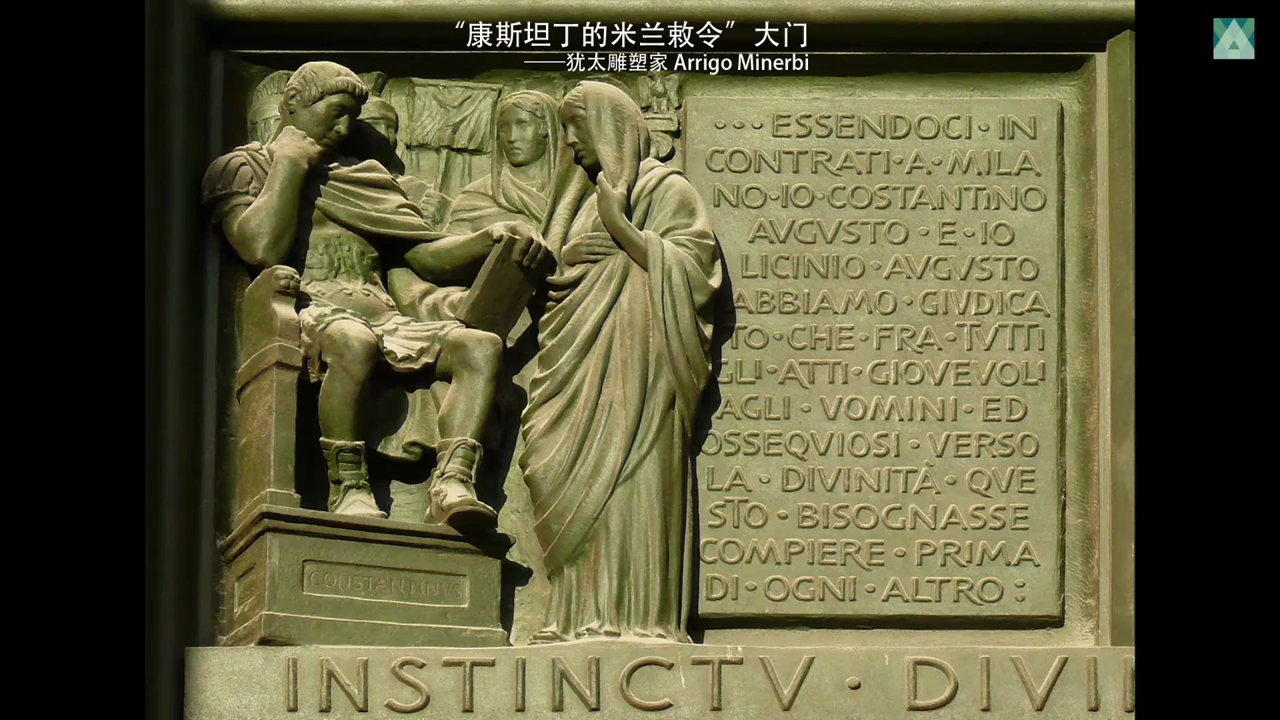 “康斯坦丁的米兰敕令”大门
——犹太雕塑家 Arrigo Minerbi
···ESSENDOCI·IN
CONTRATI·A·MILA
NO·IO·COSTANTINO
AVGVSTO·E·IO
LICINIO·AVGVSTO
ABBIAMO·GIVDICA
TO·CHE·FRA·TVTTI
GLI·ATTI·GIOVEVOLI
AGLI·VOMINI·ED
OSSEQVIOSI·VERSO
LA·DIVINITÀ·QVE
STO·BISOGNASSE
COMPIERE·PRIMA
DI·OGNI·ALTRO:
CONSTANTINVS
INSTINCTV·DIVI